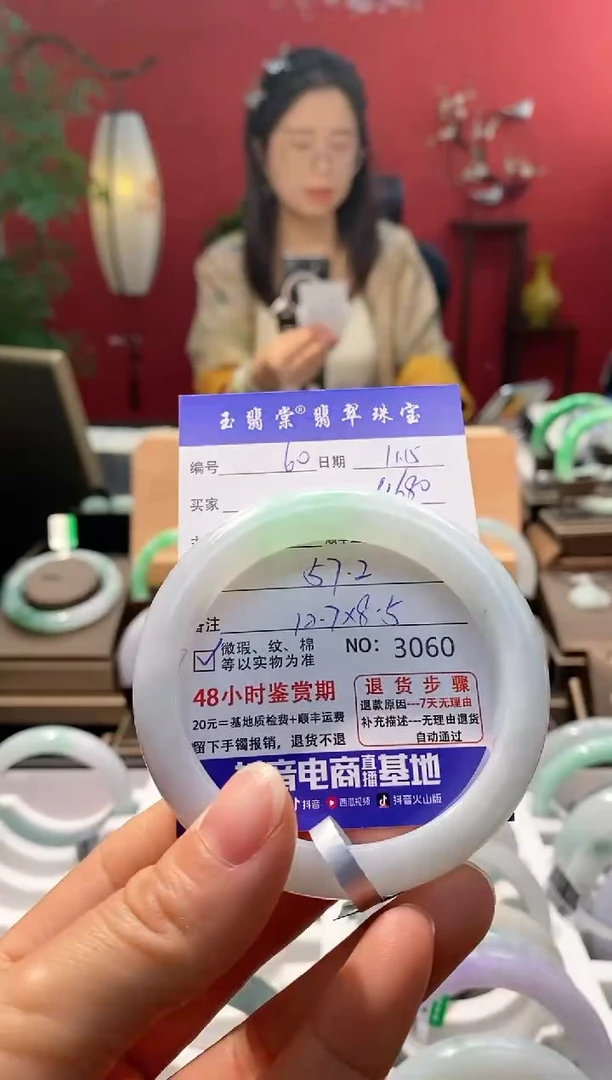 玉翡棠®翡翠珠宝
编号 60 日期 11.15
买家 11680
57.2
注 12.7×8.5
微瑕、纹、棉
等以实物为准
NO: 3060
48小时鉴赏期
20元=基地质检费+顺丰运费
留下手镯报销，退货不退
退货步骤
退款原因---7天无理由
补充描述---无理由退货
自动通过
音电商直播基地
抖音 西瓜视频 抖音火山版